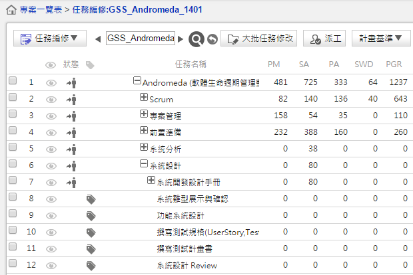 專案一覽表 > 任務編修:GSS_Andromeda_1401
任務編修▼ GSS_Andromeda 大批任務修改 派工 計畫基準▼
狀態 任務名稱 PM SA PA SWD PGR
1 Andromeda (軟體生命週期管理 481 725 333 64 1237
2 Scrum 82 140 136 40 643
3 專案管理 158 54 35 0 110
4 前置準備 232 388 160 0 260
5 系統分析 0 38 0 0 0
6 系統設計 0 80 0 0 0
7 系統開發設計手冊 0 80 0 0 0
8 系統雛型展示與確認 0 0 0 0 0
9 功能系統設計 0 0 0 0 0
10 撰寫測試規格(UserStory,Tes 0 0 0 0 0
11 撰寫測試計畫書 0 0 0 0 0
12 系統設計 Review 0 0 0 0 0